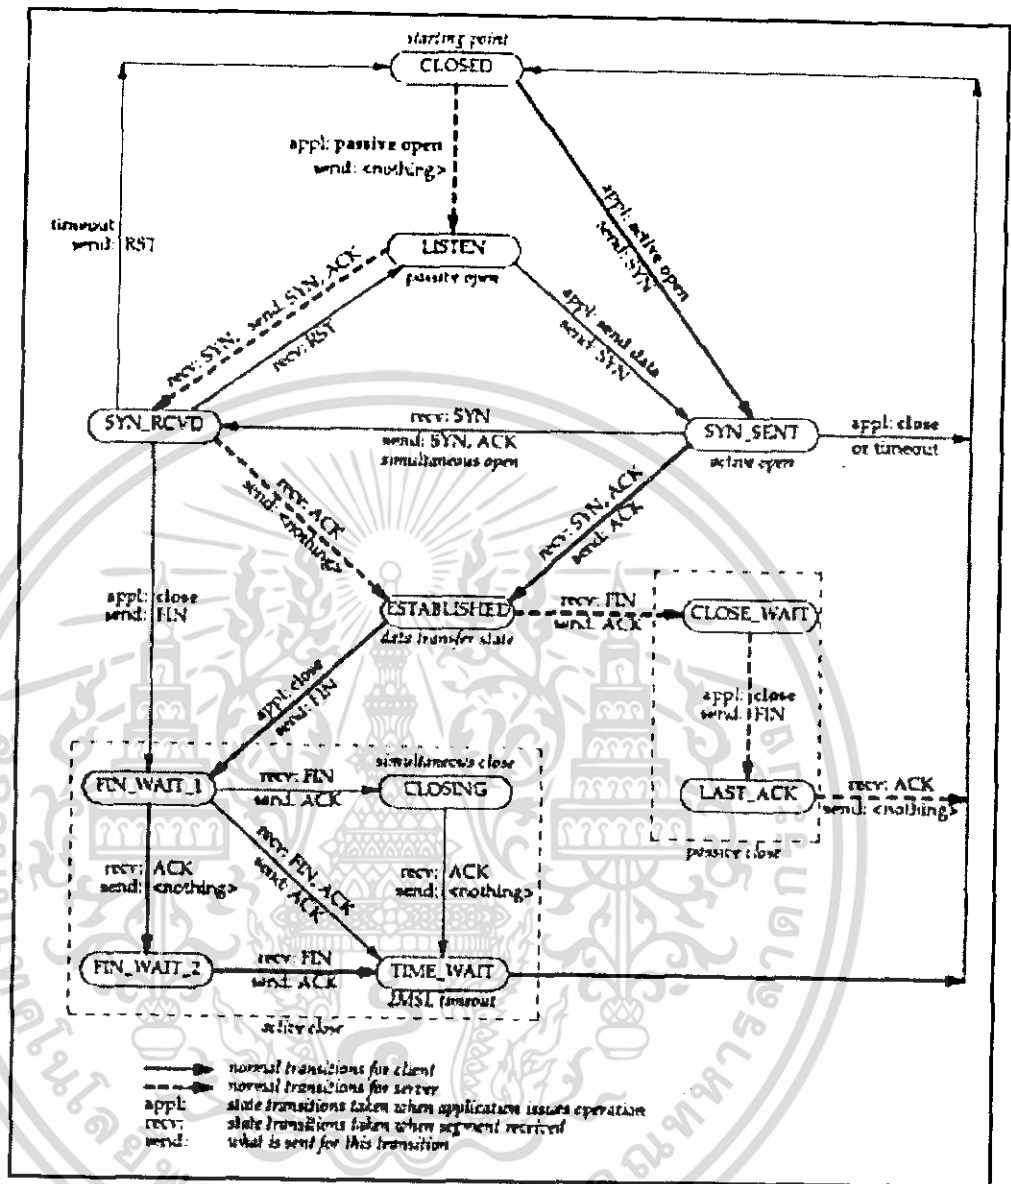 starting point
CLOSED
appl: passive open
send: <nothing>
appl: active open
send: SYN
timeout
send: RST
LISTEN
passive open
recv: SYN, send: SYN, ACK
recv: RST
appl: send data
send: SYN
SYN_RCVD
recv: SYN
send: SYN, ACK
simultaneous open
SYN_SENT
active open
appl: close
or timeout
recv: ACK
send: <nothing>
recv: SYN, ACK
send: ACK
appl: close
send: FIN
ESTABLISHED
data transfer state
recv: FIN
send: ACK
CLOSE_WAIT
appl: close
send: FIN
appl: close
send: FIN
LAST_ACK
passive close
recv: ACK
send: <nothing>
simultaneous close
FIN_WAIT_1
recv: FIN
send: ACK
CLOSING
recv: ACK
send: <nothing>
recv: FIN, ACK
send: ACK
recv: ACK
send: <nothing>
FIN_WAIT_2
recv: FIN
send: ACK
TIME_WAIT
2MSL timeout
active close
normal transitions for client
normal transitions for server
appl: state transitions taken when application issues operation
recv: state transitions taken when segment received
send: what is sent for this transition